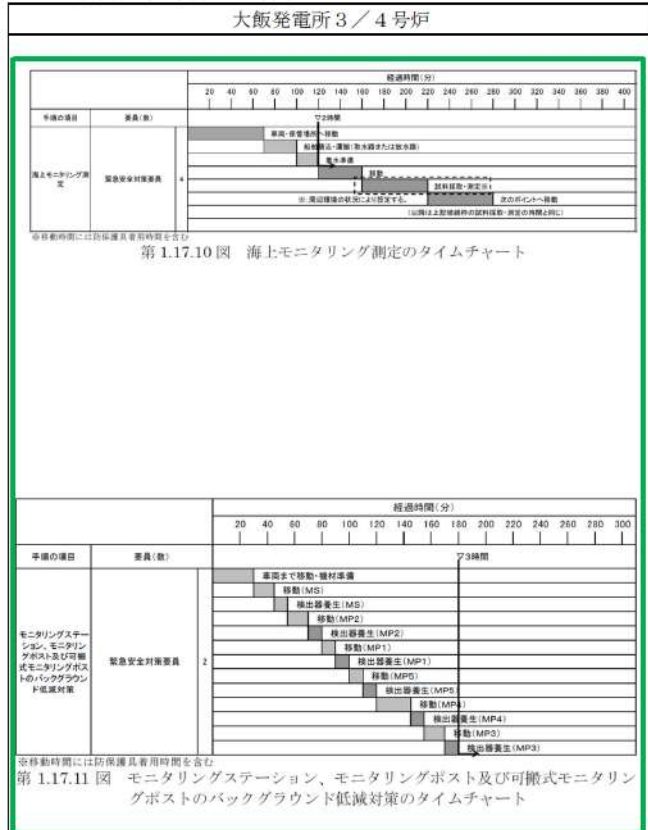 大飯発電所３／４号炉
経過時間(分)
20 40 60 80 100 120 140 160 180 200 220 240 260 280 300 320 340 360 380 400
手順の項目 要員(数) ▽2時間
車両・保管場所へ移動
船舶積込・運搬(取水路または放水路)
着水準備
移動
海上モニタリング測定 緊急安全対策要員 4
試料採取・測定※
※:周辺環境の状況により想定する。 次のポイントへ移動
(以降は上記破線枠の試料採取・測定の時間と同じ)
※移動時間には防保護具着用時間を含む
第 1.17.10 図 海上モニタリング測定のタイムチャート
経過時間(分)
20 40 60 80 100 120 140 160 180 200 220 240 260 280 300
手順の項目 要員(数) ▽3時間
車両まで移動・機材準備
移動(MS)
検出器養生(MS)
移動(MP2)
検出器養生(MP2)
移動(MP1)
モニタリングステーション、モニタリングポスト及び可搬式モニタリングポストのバックグラウンド低減対策 緊急安全対策要員 2
検出器養生(MP1)
移動(MP5)
検出器養生(MP5)
移動(MP4)
検出器養生(MP4)
移動(MP3)
検出器養生(MP3)
※移動時間には防保護具着用時間を含む
第 1.17.11 図 モニタリングステーション、モニタリングポスト及び可搬式モニタリン
グポストのバックグラウンド低減対策のタイムチャート